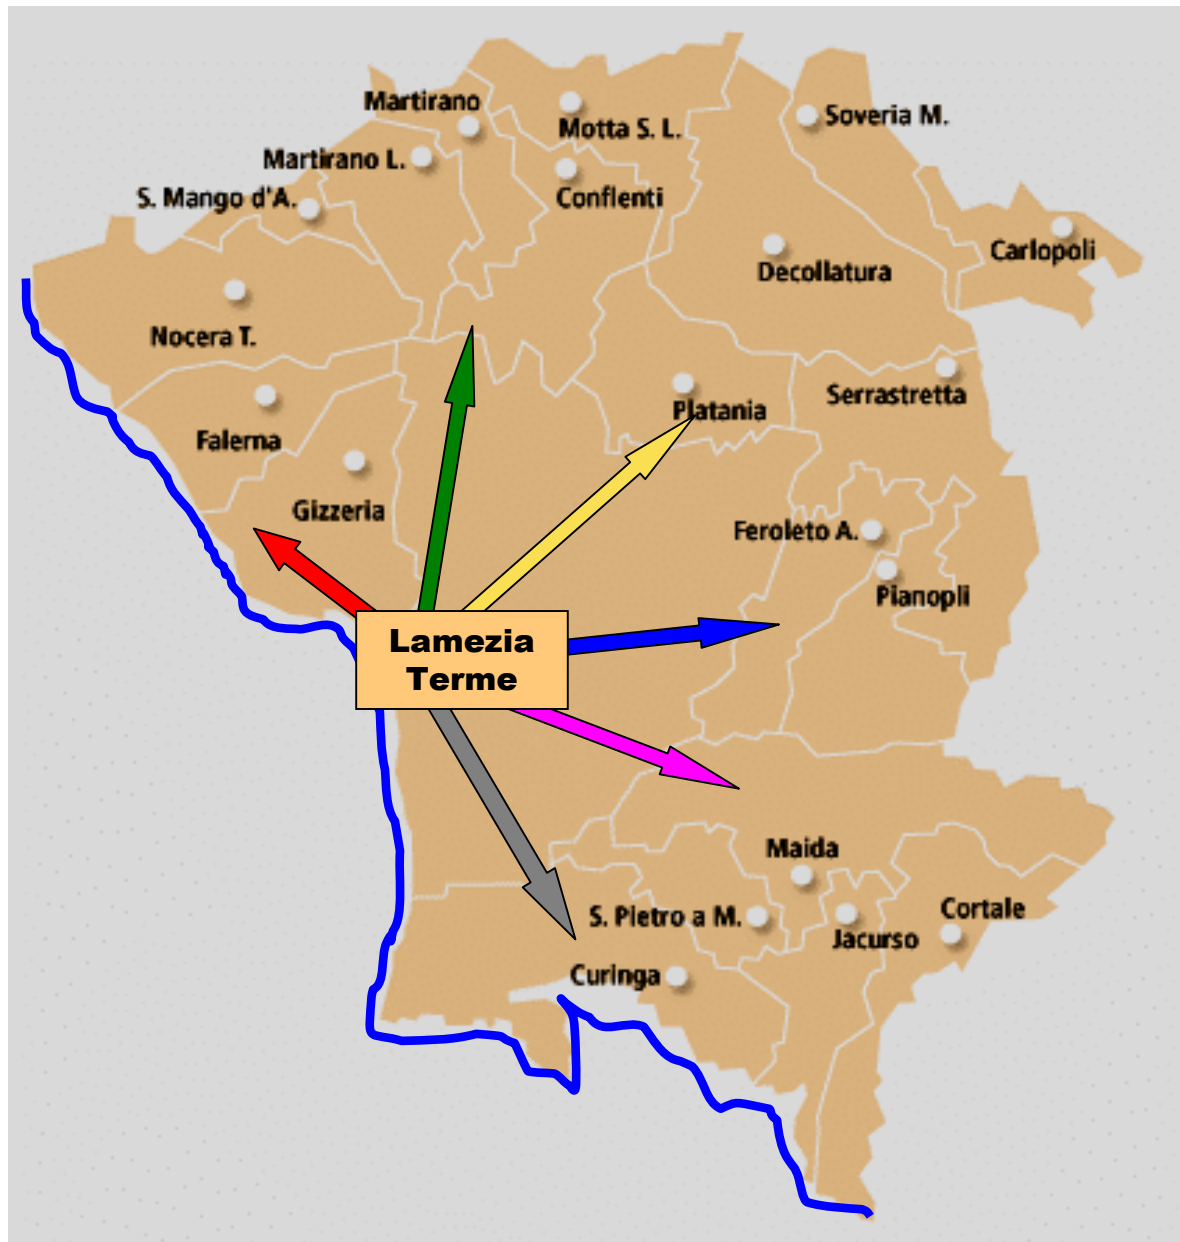 Martirano
Motta S. L.
Soveria M.
Martirano L.
S. Mango d'A.
Conflenti
Carlopoli
Decollatura
Nocera T.
Serrastretta
Platania
Falerna
Gizzeria
Feroleto A.
Pianopli
Lamezia
Terme
Maida
S. Pietro a M.
Cortale
Jacurso
Curinga